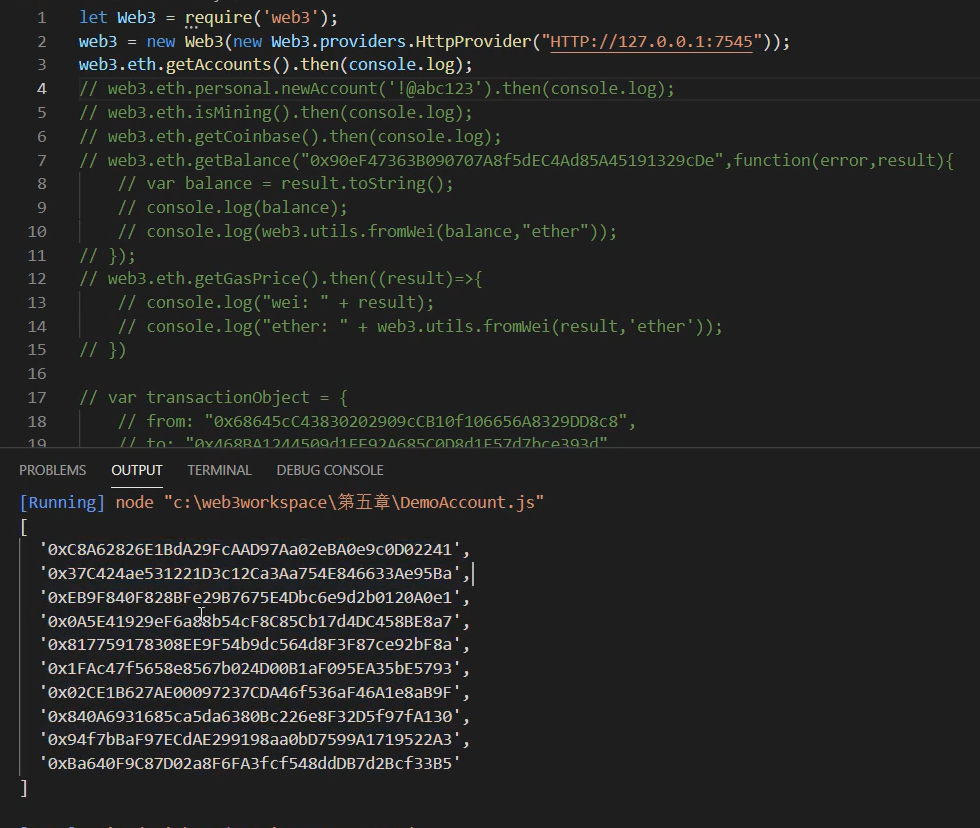 1 let Web3 = require('web3');
2 web3 = new Web3(new Web3.providers.HttpProvider("HTTP://127.0.0.1:7545"));
3 web3.eth.getAccounts().then(console.log);
4 // web3.eth.personal.newAccount('!@abc123').then(console.log);
5 // web3.eth.isMining().then(console.log);
6 // web3.eth.getCoinbase().then(console.log);
7 // web3.eth.getBalance("0x90eF47363B090707A8f5dEC4Ad85A45191329cDe",function(error,result){
8 // var balance = result.toString();
9 // console.log(balance);
10 // console.log(web3.utils.fromWei(balance,"ether"));
11 // });
12 // web3.eth.getGasPrice().then((result)=>{
13 // console.log("wei: " + result);
14 // console.log("ether: " + web3.utils.fromWei(result,'ether'));
15 // })
16
17 // var transactionObject = {
18 // from: "0x68645cC43830202909cCB10f106656A8329DD8c8",
19 // to: "0x468BA1244509d1FF92A685C0D8d1F57d7bce393d"
PROBLEMS OUTPUT TERMINAL DEBUG CONSOLE
[Running] node "c:\web3workspace\第五章\DemoAccount.js"
[
'0xC8A62826E1BdA29FcAAD97Aa02eBA0e9c0D02241',
'0x37C424ae531221D3c12Ca3Aa754E846633Ae95Ba',
'0xEB9F840F828BFe29B7675E4Dbc6e9d2b0120A0e1',
'0x0A5E41929eF6a88b54cF8C85Cb17d4DC458BE8a7',
'0x817759178308EE9F54b9dc564d8F3F87ce92bF8a',
'0x1FAc47f5658e8567b024D00B1aF095EA35bE5793',
'0x02CE1B627AE00097237CDA46f536aF46A1e8aB9F',
'0x840A6931685ca5da6380Bc226e8F32D5f97fA130',
'0x94f7bBaF97ECdAE299198aa0bD7599A1719522A3',
'0xBa640F9C87D02a8F6FA3fcf548ddDB7d2Bcf33B5'
]